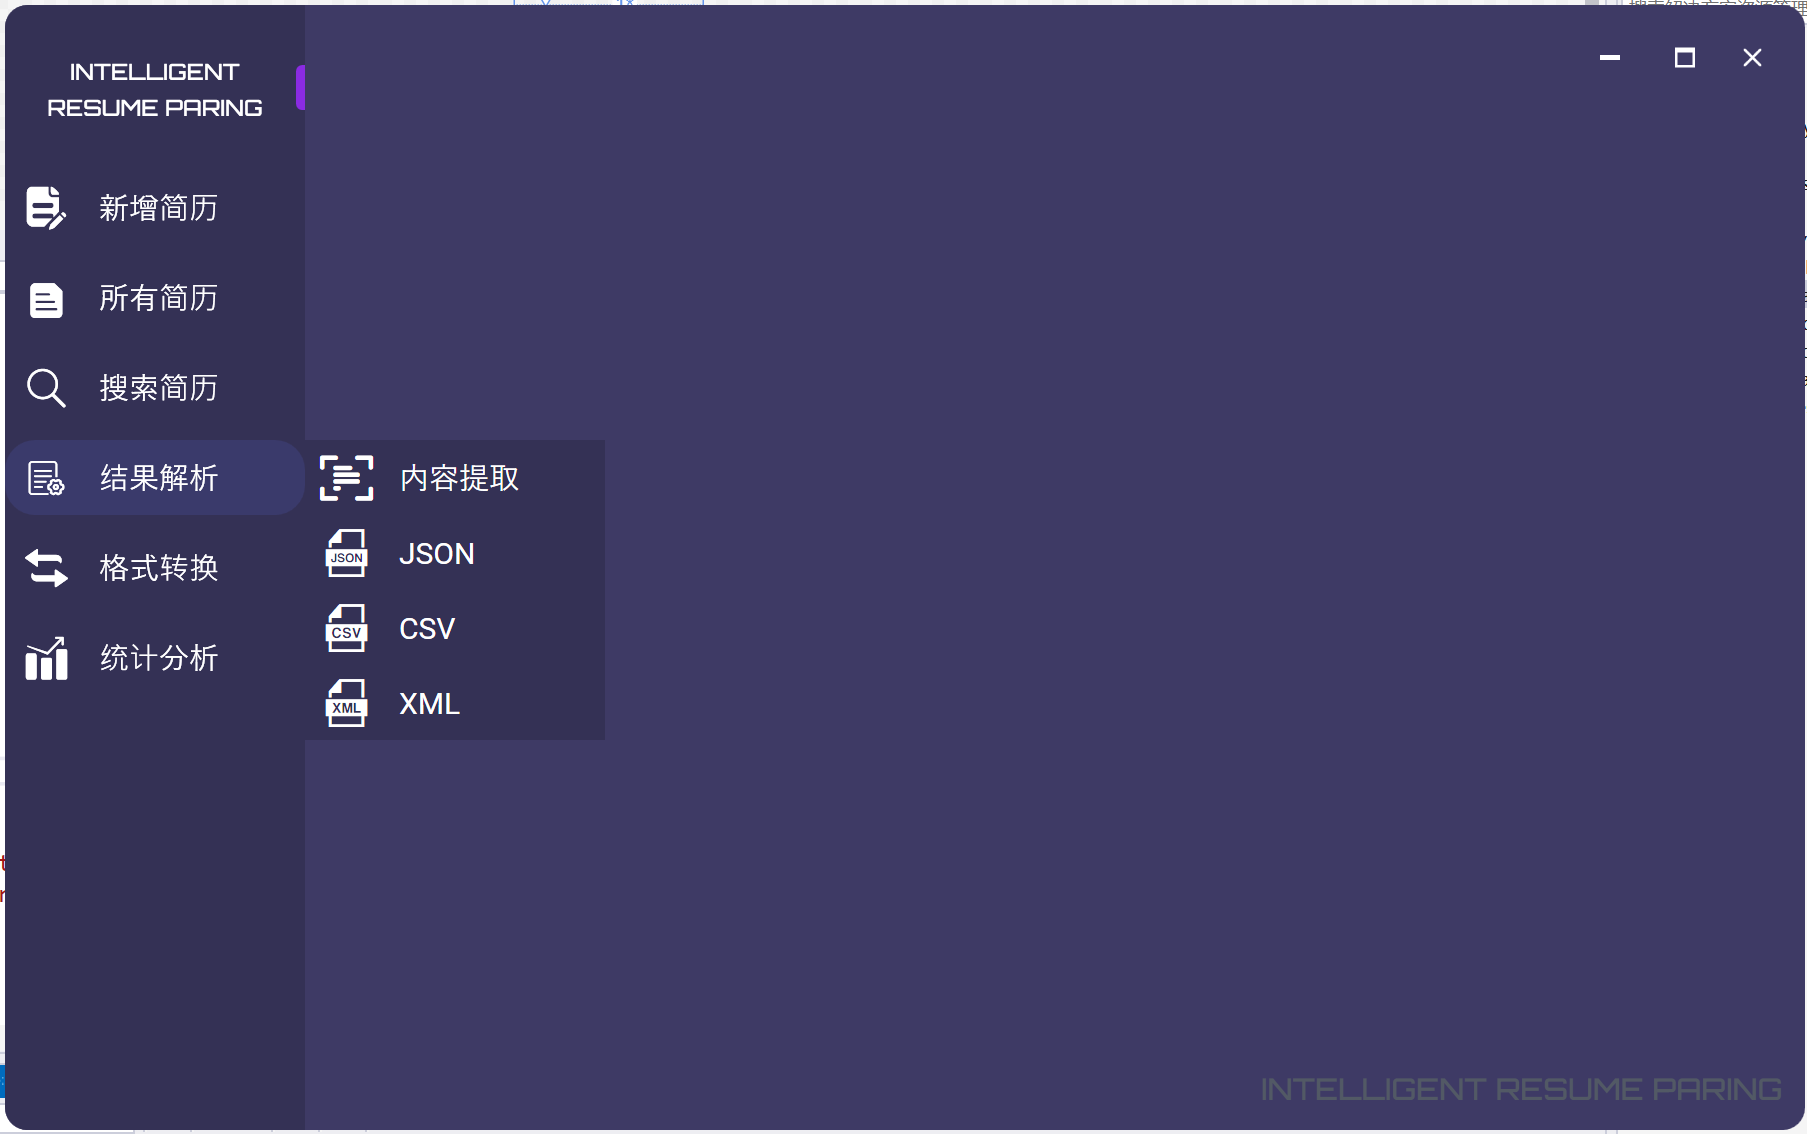 INTELLIGENT
RESUME PARING
新增简历
所有简历
搜索简历
结果解析
格式转换
统计分析
内容提取
JSON
JSON
CSV
CSV
XML
XML
INTELLIGENT RESUME PARING